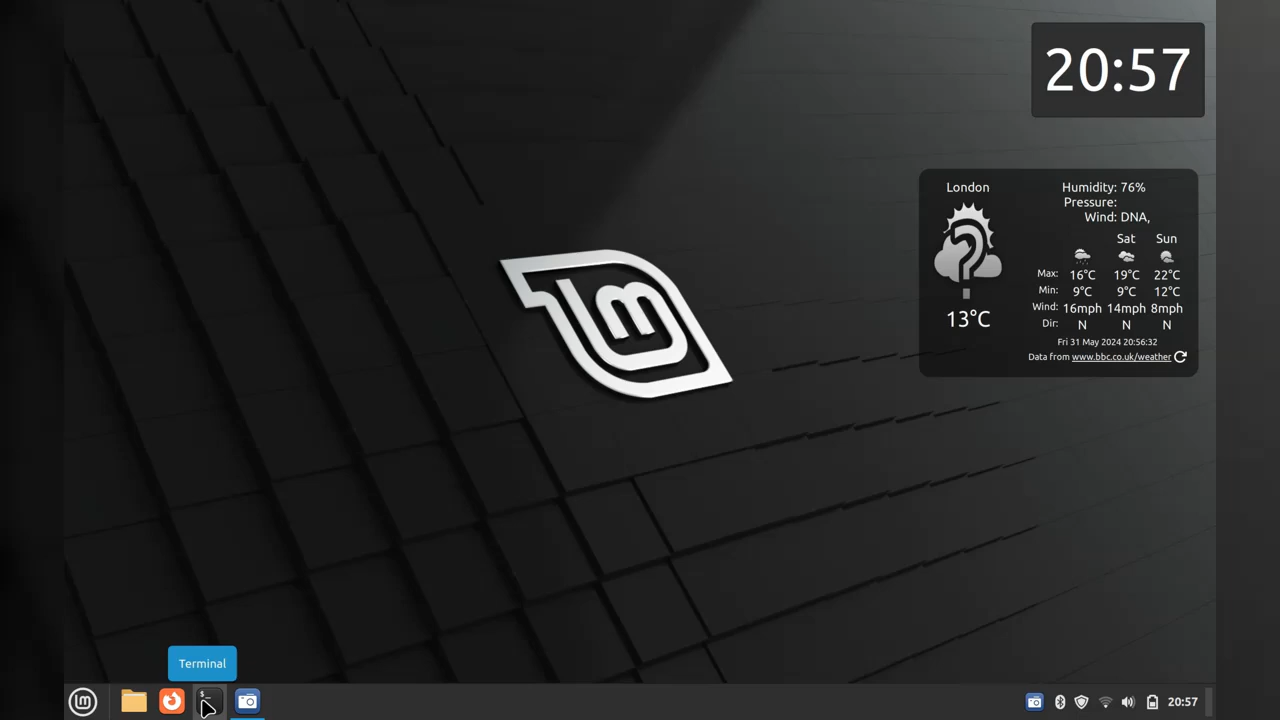 20:57
London
Humidity: 76%
Pressure:
Wind: DNA,
Sat Sun
Max: 16°C 19°C 22°C
Min: 9°C 9°C 12°C
Wind: 16mph 14mph 8mph
Dir: N N N
13°C
Fri 31 May 2024 20:56:32
Data from www.bbc.co.uk/weather
Terminal
20:57